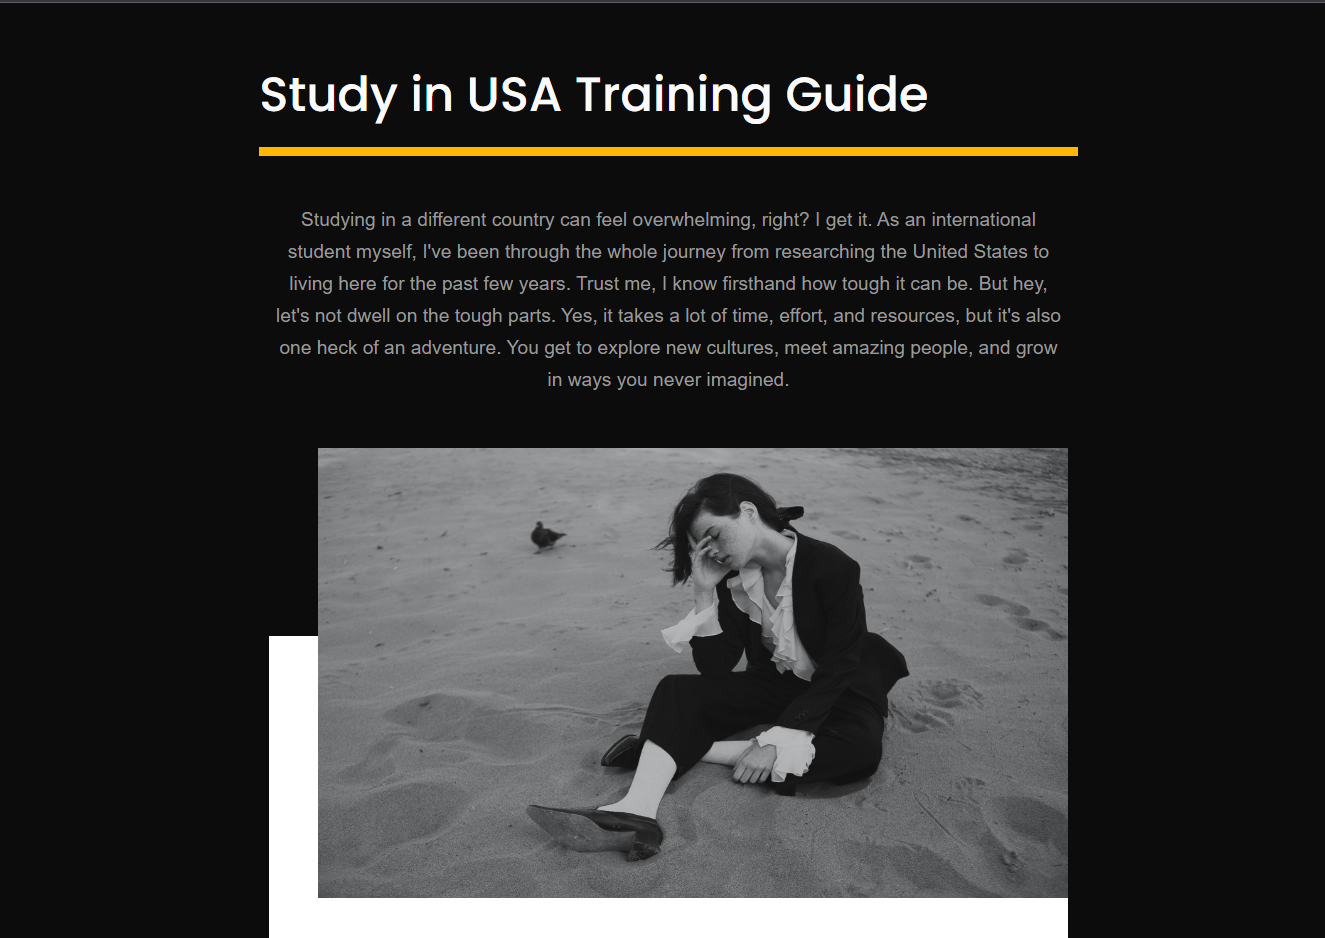 Study in USA Training Guide
Studying in a different country can feel overwhelming, right? I get it. As an international
student myself, I've been through the whole journey from researching the United States to
living here for the past few years. Trust me, I know firsthand how tough it can be. But hey,
let's not dwell on the tough parts. Yes, it takes a lot of time, effort, and resources, but it's also
one heck of an adventure. You get to explore new cultures, meet amazing people, and grow
in ways you never imagined.